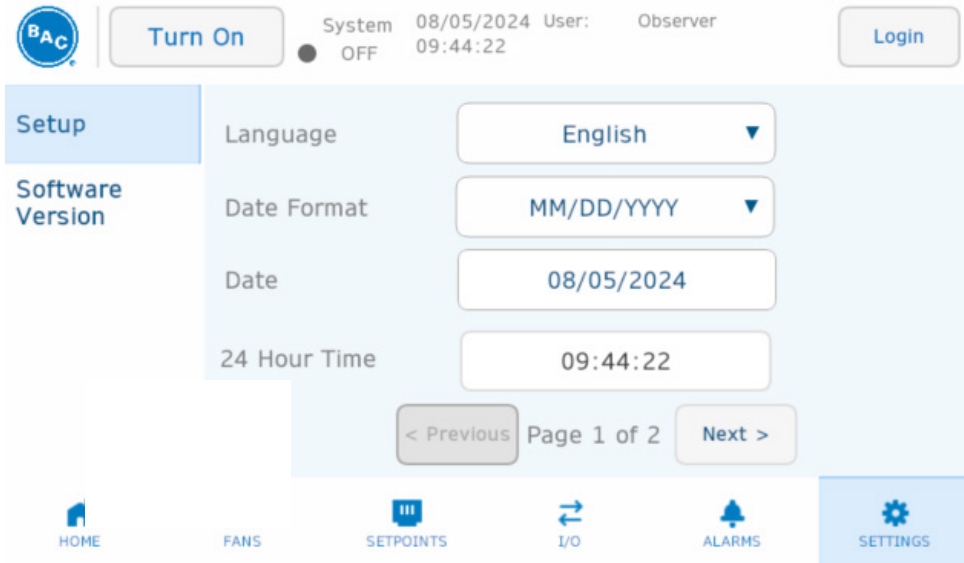 BAC
Turn On
System
OFF
08/05/2024 User: Observer
09:44:22
Login
Setup
Software
Version
Language
English
Date Format
MM/DD/YYYY
Date
08/05/2024
24 Hour Time
09:44:22
< Previous
Page 1 of 2
Next >
HOME
FANS
SETPOINTS
I/O
ALARMS
SETTINGS